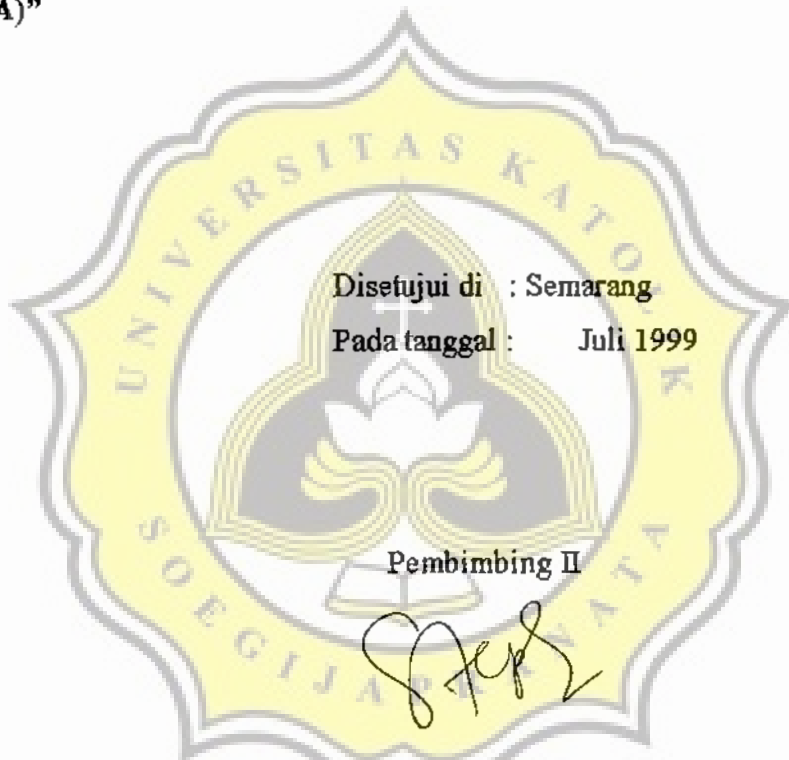 A)”
UNIVERSITAS KATOLIK
Disetujui di : Semarang
Pada tanggal : Juli 1999
Pembimbing II
SOEGIJAPRANATA